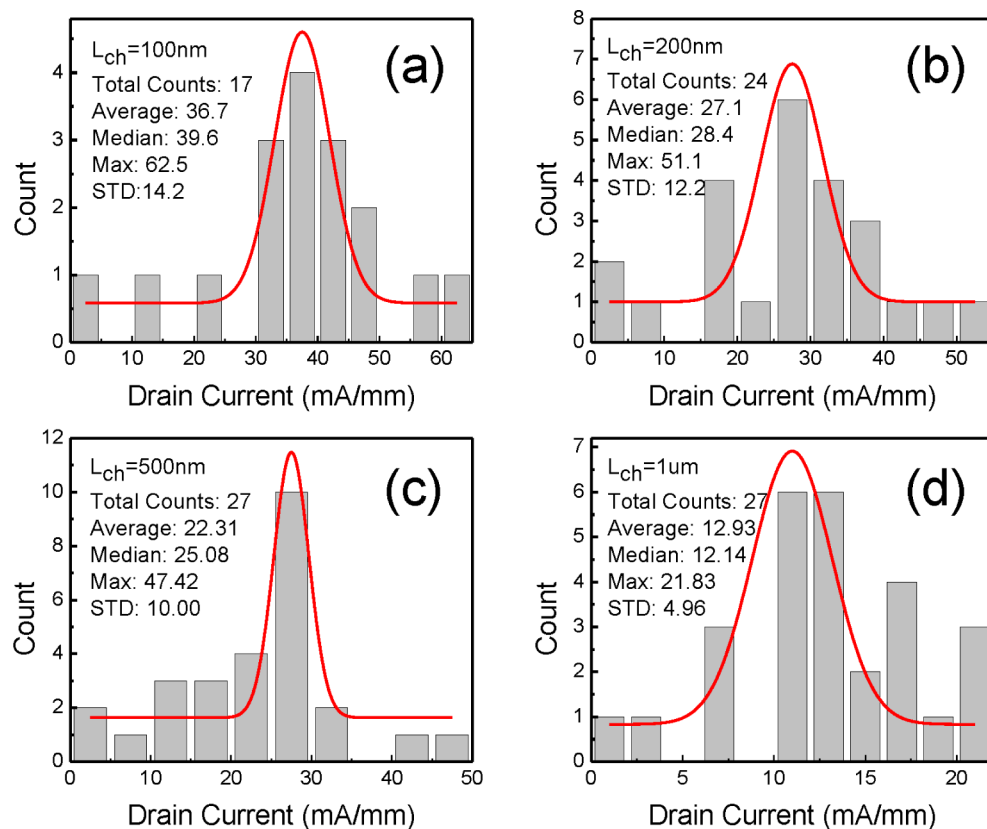 (a)
L_ch=100nm
Total Counts: 17
Average: 36.7
Median: 39.6
Max: 62.5
STD:14.2
Count
0
1
2
3
4
0 10 20 30 40 50 60
Drain Current (mA/mm)
(b)
L_ch=200nm
Total Counts: 24
Average: 27.1
Median: 28.4
Max: 51.1
STD: 12.2
Count
8
7
6
5
4
3
2
1
0
0 10 20 30 40 50
Drain Current (mA/mm)
(c)
L_ch=500nm
Total Counts: 27
Average: 22.31
Median: 25.08
Max: 47.42
STD: 10.00
Count
12
10
8
6
4
2
0
0 10 20 30 40 50
Drain Current (mA/mm)
(d)
L_ch=1um
Total Counts: 27
Average: 12.93
Median: 12.14
Max: 21.83
STD: 4.96
Count
7
6
5
4
3
2
1
0
0 5 10 15 20
Drain Current (mA/mm)